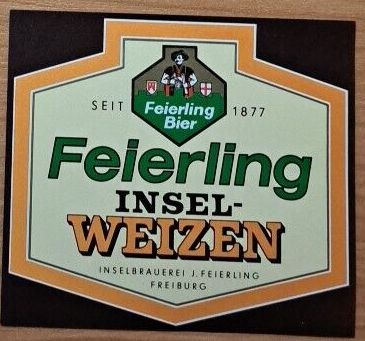 SEIT 1877
Feierling
Bier
Feierling
INSEL-
WEIZEN
INSELBRAUEREI J. FEIERLING
FREIBURG